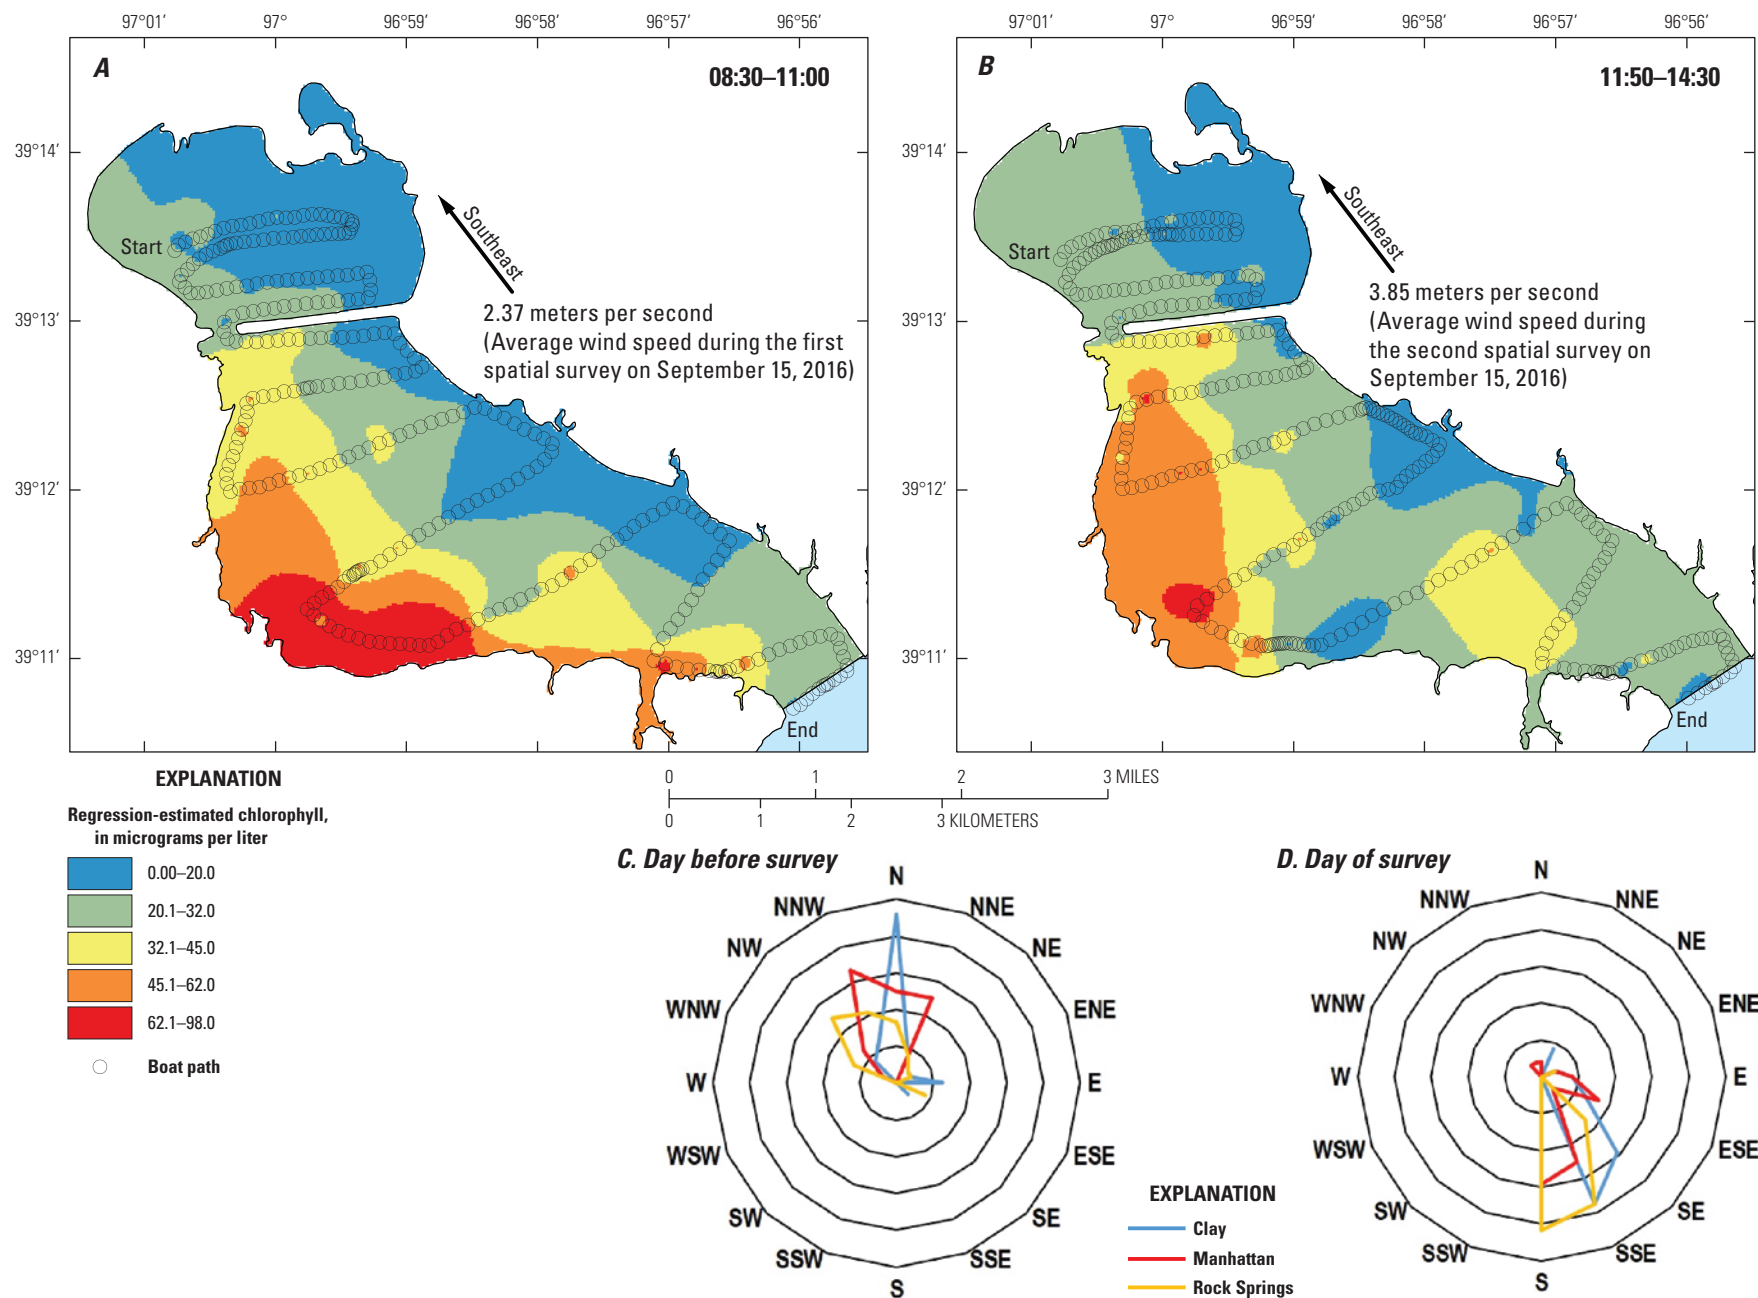 97°01′ 97° 96°59′ 96°58′ 96°57′ 96°56′
A
08:30–11:00
39°14′
39°13′
39°12′
39°11′
Start
Southeast
2.37 meters per second
(Average wind speed during the first
spatial survey on September 15, 2016)
End
97°01′ 97° 96°59′ 96°58′ 96°57′ 96°56′
B
11:50–14:30
39°14′
39°13′
39°12′
39°11′
Start
Southeast
3.85 meters per second
(Average wind speed during
the second spatial survey on
September 15, 2016)
End
EXPLANATION
Regression-estimated chlorophyll,
in micrograms per liter
0.00–20.0
20.1–32.0
32.1–45.0
45.1–62.0
62.1–98.0
Boat path
0 1 2 3 MILES
0 1 2 3 KILOMETERS
C. Day before survey
N
NNW NNE
NW NE
WNW ENE
W E
WSW ESE
SW SE
SSW SSE
S
D. Day of survey
N
NNW NNE
NW NE
WNW ENE
W E
WSW ESE
SW SE
SSW SSE
S
EXPLANATION
Clay
Manhattan
Rock Springs